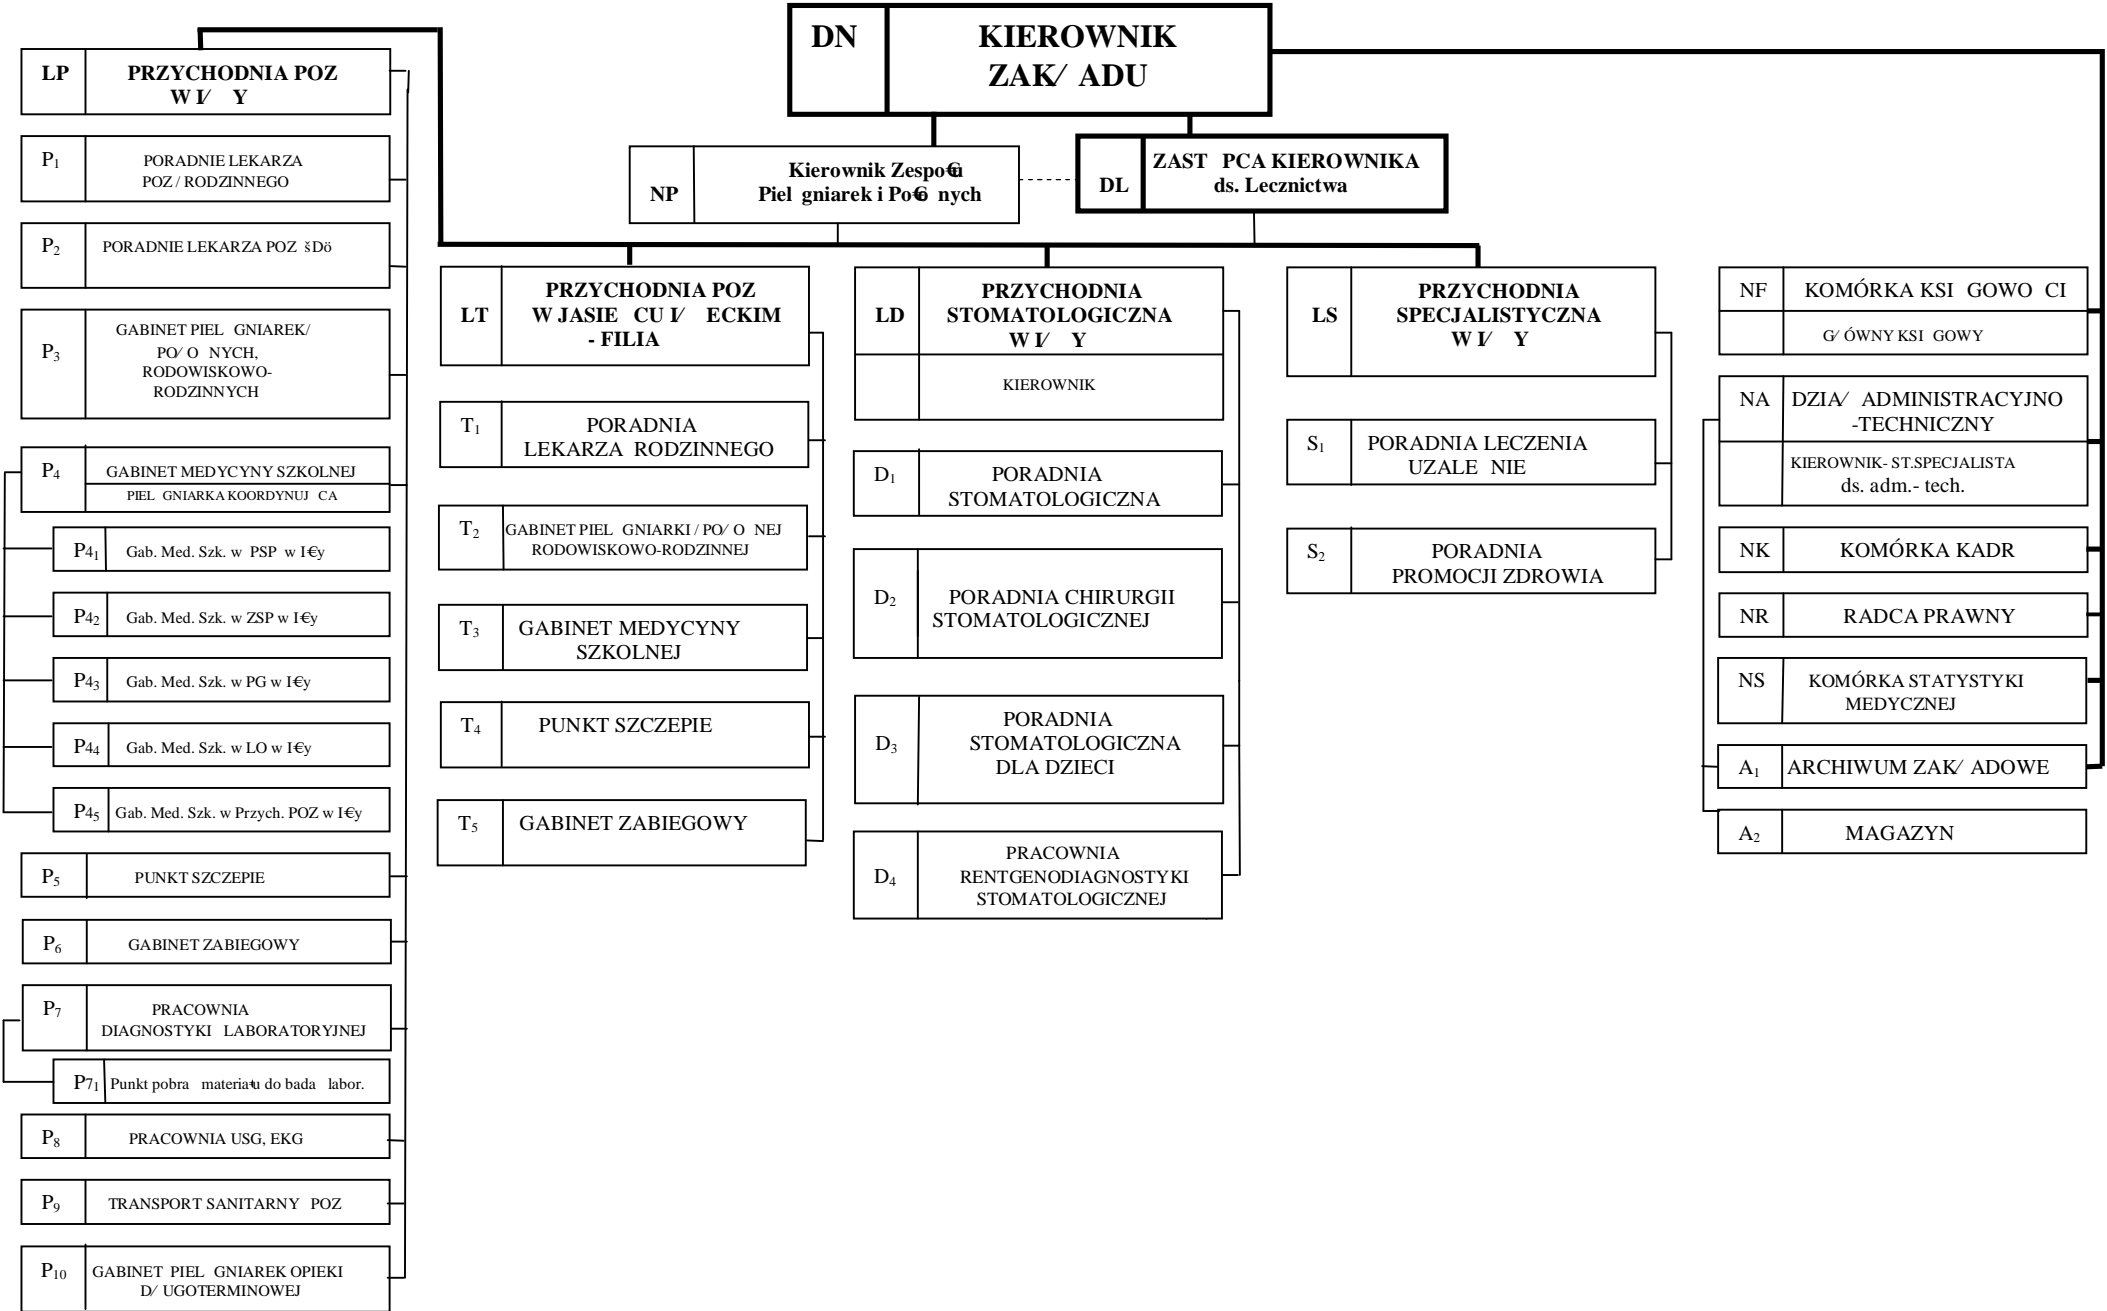 DN KIEROWNIK
ZAK⁄ ADU
NP Kierownik Zespo€u
Piel gniarek i Po€o nych
DL ZAST PCA KIEROWNIKA
ds. Lecznictwa
LP PRZYCHODNIA POZ
W I⁄ Y
P1 PORADNIE LEKARZA
POZ / RODZINNEGO
P2 PORADNIE LEKARZA POZ šDö
P3 GABINET PIEL GNIAREK/
PO⁄ O NYCH,
RODOWISKOWO-
RODZINNYCH
P4 GABINET MEDYCYNY SZKOLNEJ
PIEL GNIARKA KOORDYNUJ CA
P41 Gab. Med. Szk. w PSP w I€y
P42 Gab. Med. Szk. w ZSP w I€y
P43 Gab. Med. Szk. w PG w I€y
P44 Gab. Med. Szk. w LO w I€y
P45 Gab. Med. Szk. w Przych. POZ w I€y
P5 PUNKT SZCZEPIE
P6 GABINET ZABIEGOWY
P7 PRACOWNIA
DIAGNOSTYKI LABORATORYJNEJ
P71 Punkt pobra materia€u do bada labor.
P8 PRACOWNIA USG, EKG
P9 TRANSPORT SANITARNY POZ
P10 GABINET PIEL GNIAREK OPIEKI
D⁄ UGOTERMINOWEJ
LT PRZYCHODNIA POZ
W JASIE CU I⁄ ECKIM
- FILIA
T1 PORADNIA
LEKARZA RODZINNEGO
T2 GABINET PIEL GNIARKI / PO⁄ O NEJ
RODOWISKOWO-RODZINNEJ
T3 GABINET MEDYCYNY
SZKOLNEJ
T4 PUNKT SZCZEPIE
T5 GABINET ZABIEGOWY
LD PRZYCHODNIA
STOMATOLOGICZNA
W I⁄ Y
KIEROWNIK
D1 PORADNIA
STOMATOLOGICZNA
D2 PORADNIA CHIRURGII
STOMATOLOGICZNEJ
D3 PORADNIA
STOMATOLOGICZNA
DLA DZIECI
D4 PRACOWNIA
RENTGENODIAGNOSTYKI
STOMATOLOGICZNEJ
LS PRZYCHODNIA
SPECJALISTYCZNA
W I⁄ Y
S1 PORADNIA LECZENIA
UZALE NIE
S2 PORADNIA
PROMOCJI ZDROWIA
NF KOMÓRKA KSI GOWO CI
G⁄ ÓWNY KSI GOWY
NA DZIA⁄ ADMINISTRACYJNO
-TECHNICZNY
KIEROWNIK- ST.SPECJALISTA
ds. adm.- tech.
NK KOMÓRKA KADR
NR RADCA PRAWNY
NS KOMÓRKA STATYSTYKI
MEDYCZNEJ
A1 ARCHIWUM ZAK⁄ ADOWE
A2 MAGAZYN